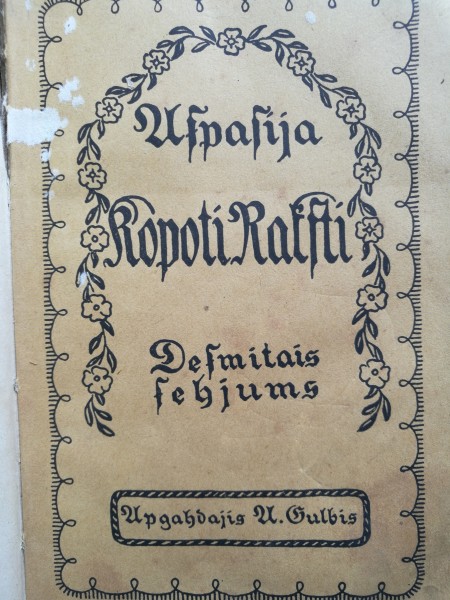 Aſpaſija
Kopoti Rakſti
Deſmitais
ſehjums
Apgahdajis A. Gulbis